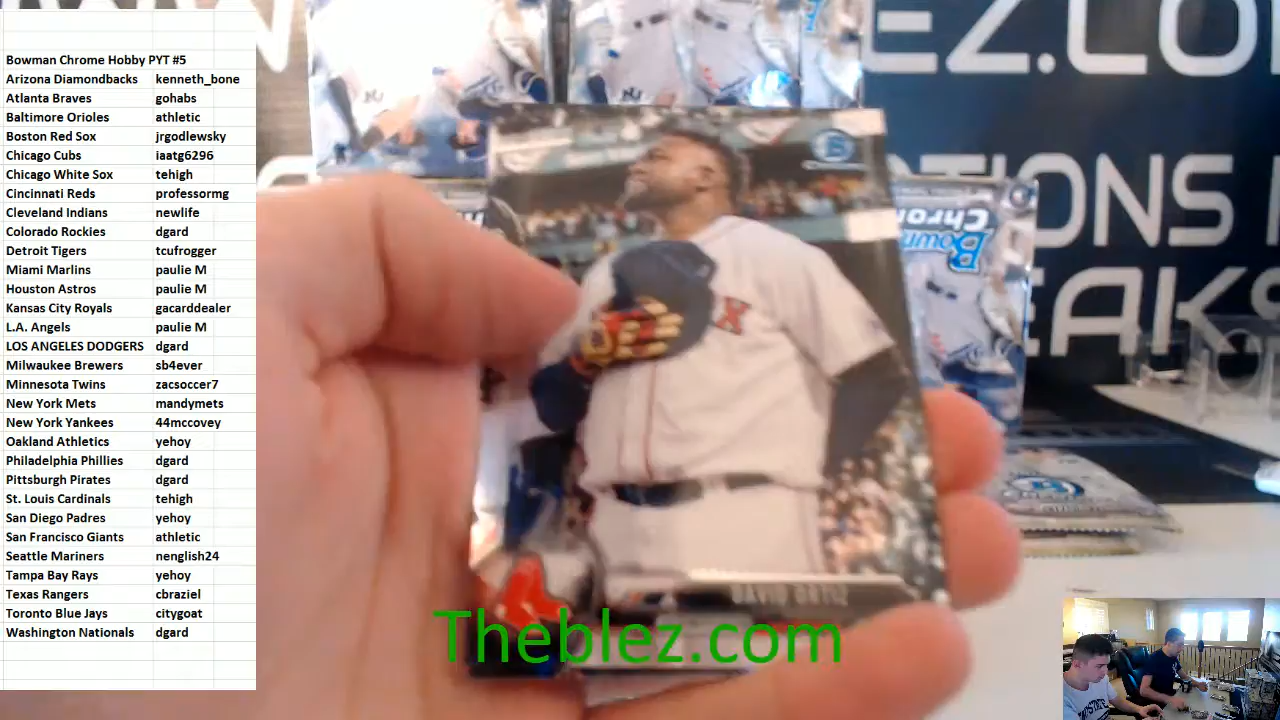 Bowman Chrome Hobby PYT #5
Arizona Diamondbacks kenneth_bone
Atlanta Braves gohabs
Baltimore Orioles athletic
Boston Red Sox jrgodlewsky
Chicago Cubs iaatg6296
Chicago White Sox tehigh
Cincinnati Reds professormg
Cleveland Indians newlife
Colorado Rockies dgard
Detroit Tigers tcufrogger
Miami Marlins paulie M
Houston Astros paulie M
Kansas City Royals gacarddealer
L.A. Angels paulie M
LOS ANGELES DODGERS dgard
Milwaukee Brewers sb4ever
Minnesota Twins zacsoccer7
New York Mets mandymets
New York Yankees 44mccovey
Oakland Athletics yehoy
Philadelphia Phillies dgard
PIttsburgh Pirates dgard
St. Louis Cardinals tehigh
San Diego Padres yehoy
San Francisco Giants athletic
Seattle Mariners nenglish24
Tampa Bay Rays yehoy
Texas Rangers cbraziel
Toronto Blue Jays citygoat
Washington Nationals dgard
EZ.CO
OTIONS
EAKS
Bowman
Chrome
DAVID ORTIZ
Theblez.com